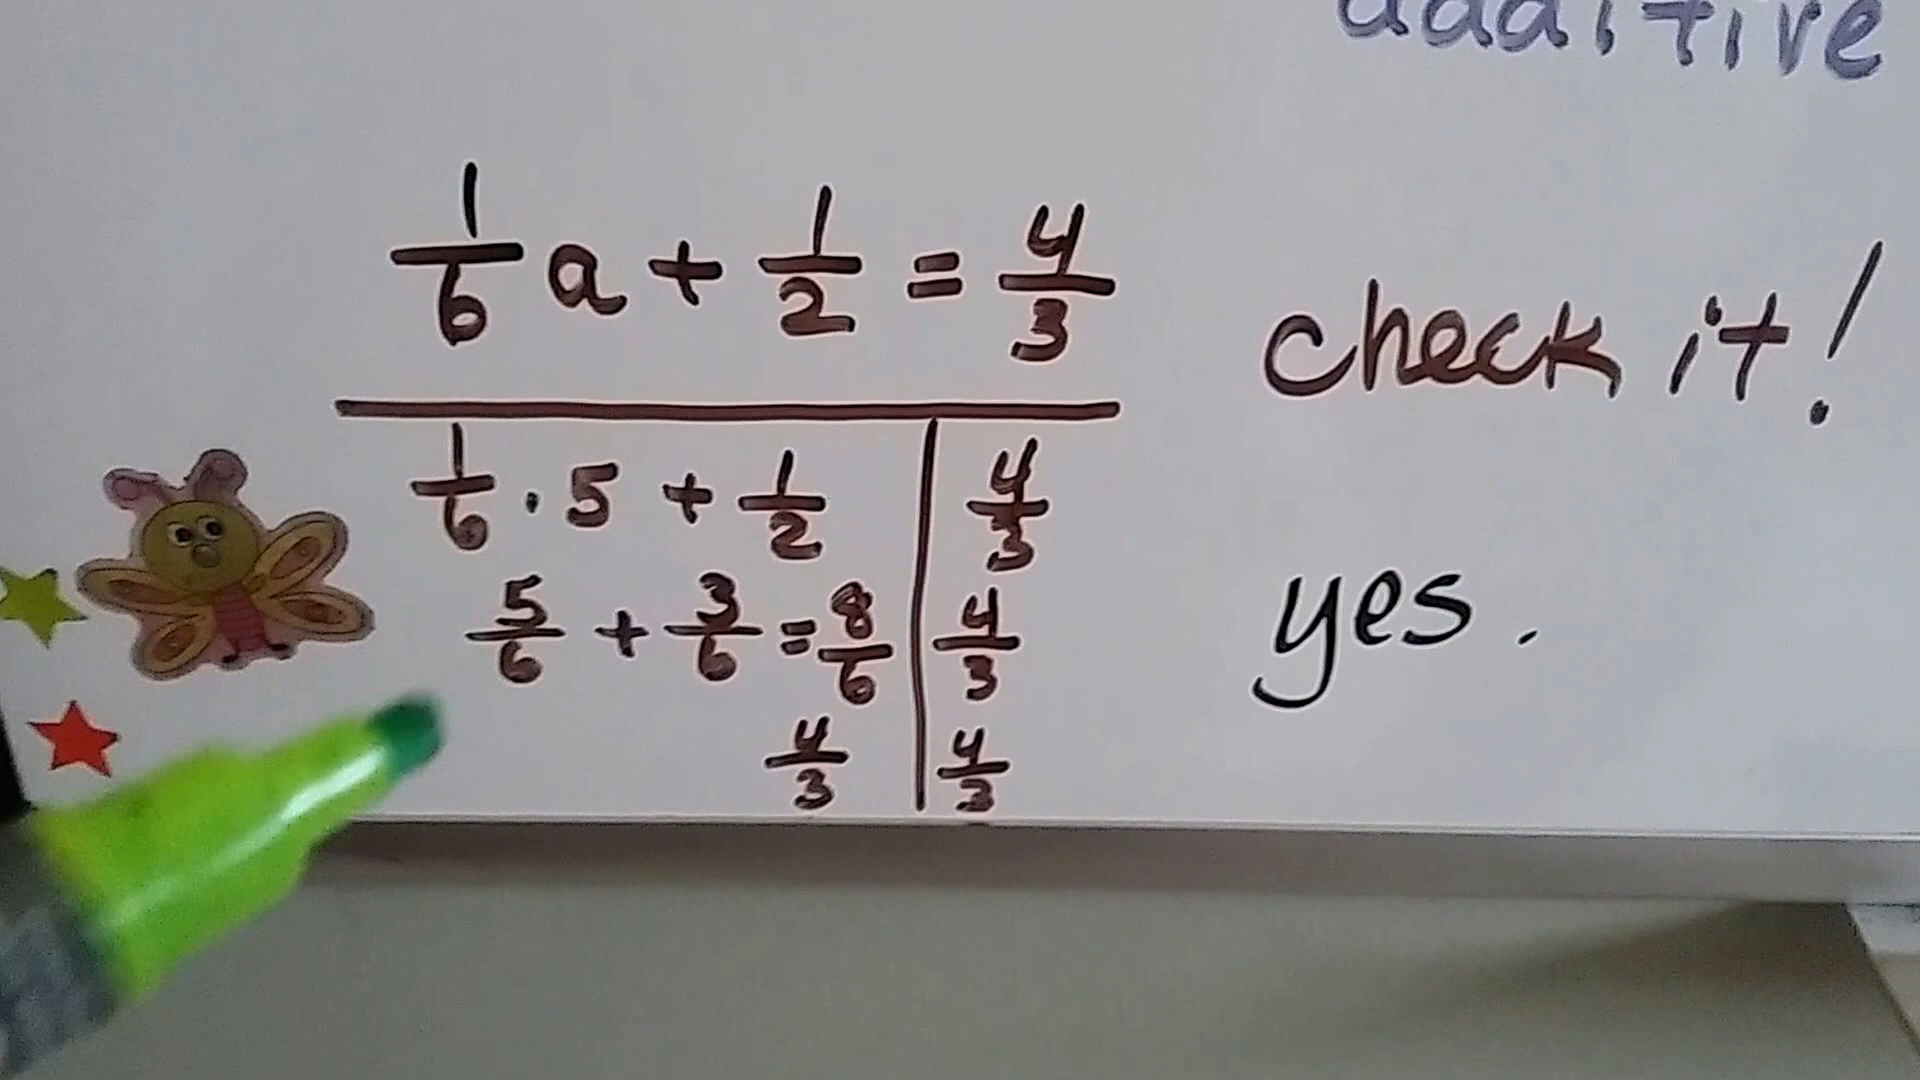 additive
1/6 a + 1/2 = 4/3
check it!
1/6 · 5 + 1/2 | 4/3
5/6 + 3/6 = 8/6 | 4/3
yes.
4/3 | 4/3